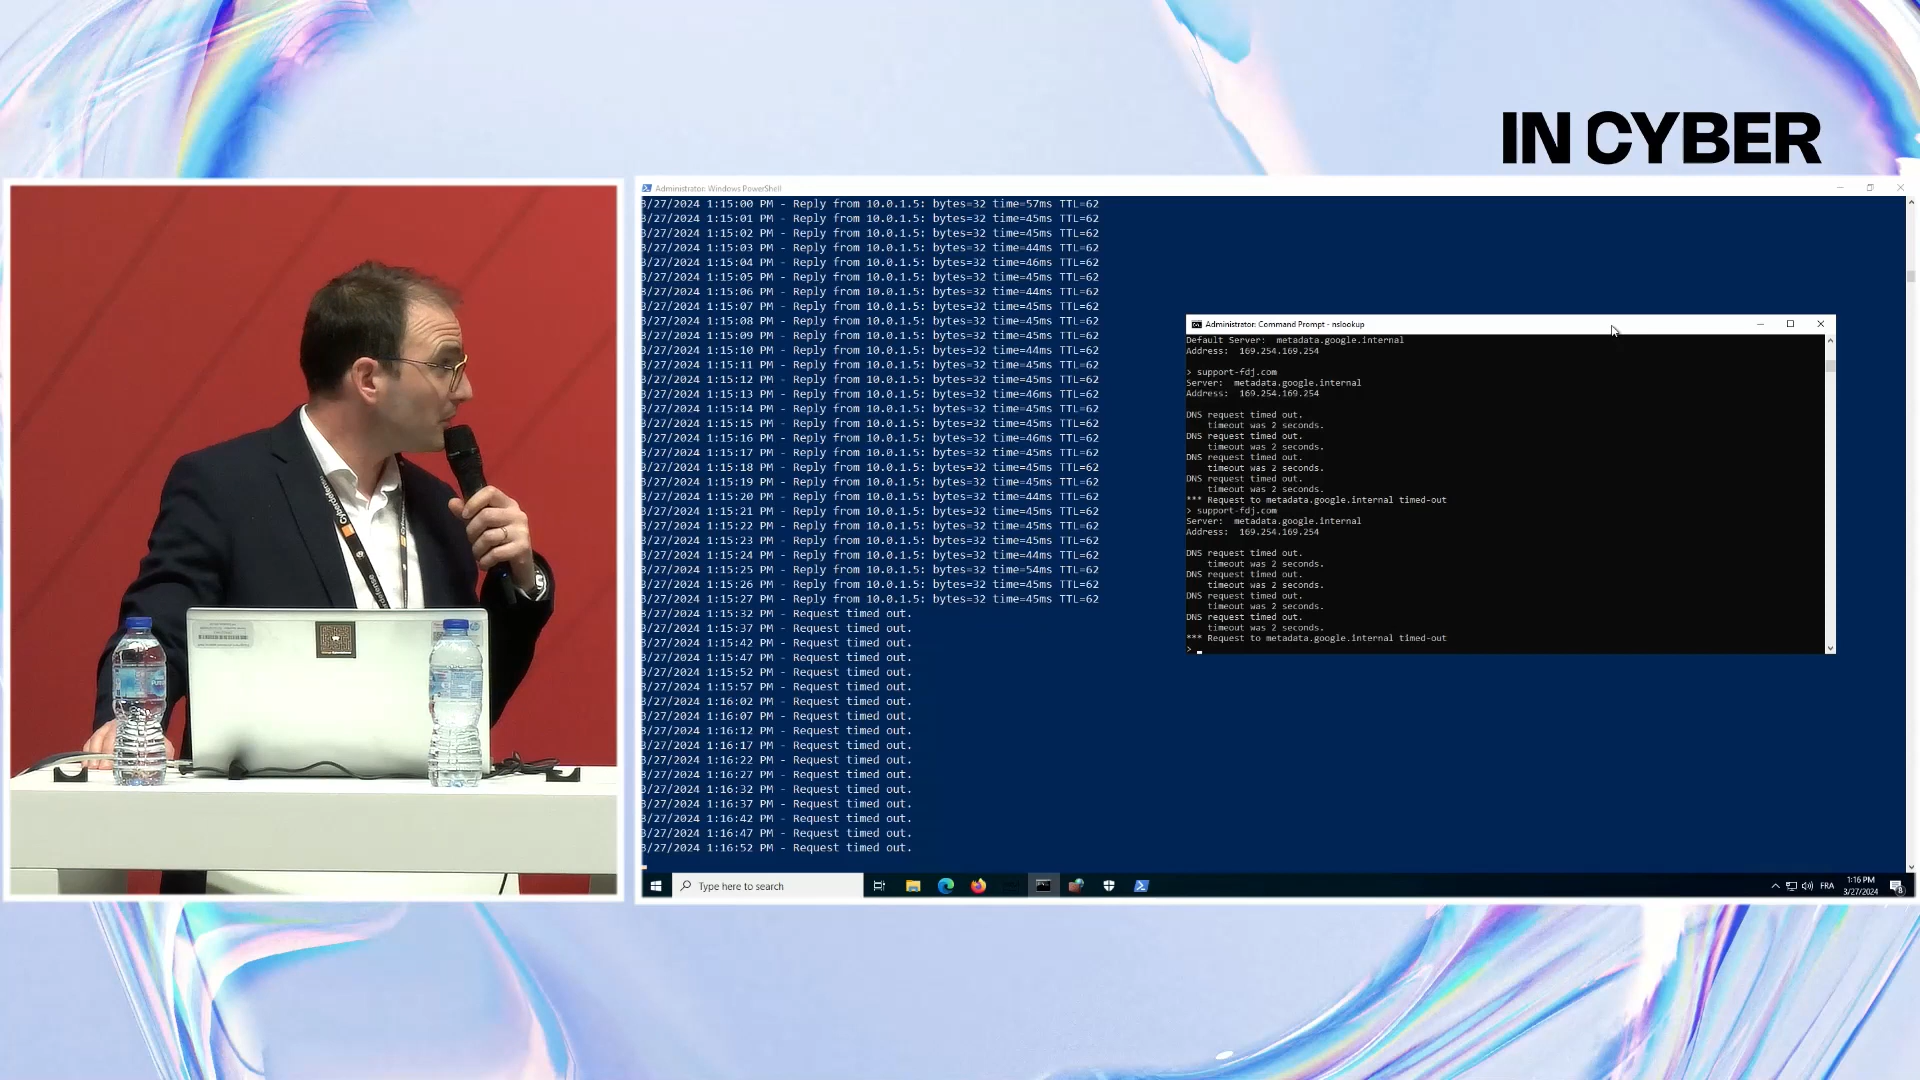 IN CYBER
Administrator: Windows PowerShell
3/27/2024 1:15:00 PM - Reply from 10.0.1.5: bytes=32 time=57ms TTL=62
3/27/2024 1:15:01 PM - Reply from 10.0.1.5: bytes=32 time=45ms TTL=62
3/27/2024 1:15:02 PM - Reply from 10.0.1.5: bytes=32 time=45ms TTL=62
3/27/2024 1:15:03 PM - Reply from 10.0.1.5: bytes=32 time=44ms TTL=62
3/27/2024 1:15:04 PM - Reply from 10.0.1.5: bytes=32 time=46ms TTL=62
3/27/2024 1:15:05 PM - Reply from 10.0.1.5: bytes=32 time=45ms TTL=62
3/27/2024 1:15:06 PM - Reply from 10.0.1.5: bytes=32 time=44ms TTL=62
3/27/2024 1:15:07 PM - Reply from 10.0.1.5: bytes=32 time=45ms TTL=62
3/27/2024 1:15:08 PM - Reply from 10.0.1.5: bytes=32 time=45ms TTL=62
3/27/2024 1:15:09 PM - Reply from 10.0.1.5: bytes=32 time=45ms TTL=62
3/27/2024 1:15:10 PM - Reply from 10.0.1.5: bytes=32 time=44ms TTL=62
3/27/2024 1:15:11 PM - Reply from 10.0.1.5: bytes=32 time=45ms TTL=62
3/27/2024 1:15:12 PM - Reply from 10.0.1.5: bytes=32 time=45ms TTL=62
3/27/2024 1:15:13 PM - Reply from 10.0.1.5: bytes=32 time=46ms TTL=62
3/27/2024 1:15:14 PM - Reply from 10.0.1.5: bytes=32 time=45ms TTL=62
3/27/2024 1:15:15 PM - Reply from 10.0.1.5: bytes=32 time=45ms TTL=62
3/27/2024 1:15:16 PM - Reply from 10.0.1.5: bytes=32 time=46ms TTL=62
3/27/2024 1:15:17 PM - Reply from 10.0.1.5: bytes=32 time=45ms TTL=62
3/27/2024 1:15:18 PM - Reply from 10.0.1.5: bytes=32 time=45ms TTL=62
3/27/2024 1:15:19 PM - Reply from 10.0.1.5: bytes=32 time=45ms TTL=62
3/27/2024 1:15:20 PM - Reply from 10.0.1.5: bytes=32 time=44ms TTL=62
3/27/2024 1:15:21 PM - Reply from 10.0.1.5: bytes=32 time=45ms TTL=62
3/27/2024 1:15:22 PM - Reply from 10.0.1.5: bytes=32 time=45ms TTL=62
3/27/2024 1:15:23 PM - Reply from 10.0.1.5: bytes=32 time=45ms TTL=62
3/27/2024 1:15:24 PM - Reply from 10.0.1.5: bytes=32 time=44ms TTL=62
3/27/2024 1:15:25 PM - Reply from 10.0.1.5: bytes=32 time=54ms TTL=62
3/27/2024 1:15:26 PM - Reply from 10.0.1.5: bytes=32 time=45ms TTL=62
3/27/2024 1:15:27 PM - Reply from 10.0.1.5: bytes=32 time=45ms TTL=62
3/27/2024 1:15:32 PM - Request timed out.
3/27/2024 1:15:37 PM - Request timed out.
3/27/2024 1:15:42 PM - Request timed out.
3/27/2024 1:15:47 PM - Request timed out.
3/27/2024 1:15:52 PM - Request timed out.
3/27/2024 1:15:57 PM - Request timed out.
3/27/2024 1:16:02 PM - Request timed out.
3/27/2024 1:16:07 PM - Request timed out.
3/27/2024 1:16:12 PM - Request timed out.
3/27/2024 1:16:17 PM - Request timed out.
3/27/2024 1:16:22 PM - Request timed out.
3/27/2024 1:16:27 PM - Request timed out.
3/27/2024 1:16:32 PM - Request timed out.
3/27/2024 1:16:37 PM - Request timed out.
3/27/2024 1:16:42 PM - Request timed out.
3/27/2024 1:16:47 PM - Request timed out.
3/27/2024 1:16:52 PM - Request timed out.
Administrator: Command Prompt - nslookup
Default Server:  metadata.google.internal
Address:  169.254.169.254
> support-fdj.com
Server:  metadata.google.internal
Address:  169.254.169.254
DNS request timed out.
timeout was 2 seconds.
DNS request timed out.
timeout was 2 seconds.
DNS request timed out.
timeout was 2 seconds.
DNS request timed out.
timeout was 2 seconds.
*** Request to metadata.google.internal timed-out
> support-fdj.com
Server:  metadata.google.internal
Address:  169.254.169.254
DNS request timed out.
timeout was 2 seconds.
DNS request timed out.
timeout was 2 seconds.
DNS request timed out.
timeout was 2 seconds.
DNS request timed out.
timeout was 2 seconds.
*** Request to metadata.google.internal timed-out
>
Type here to search
FRA
1:16 PM
3/27/2024
Cyberdefense